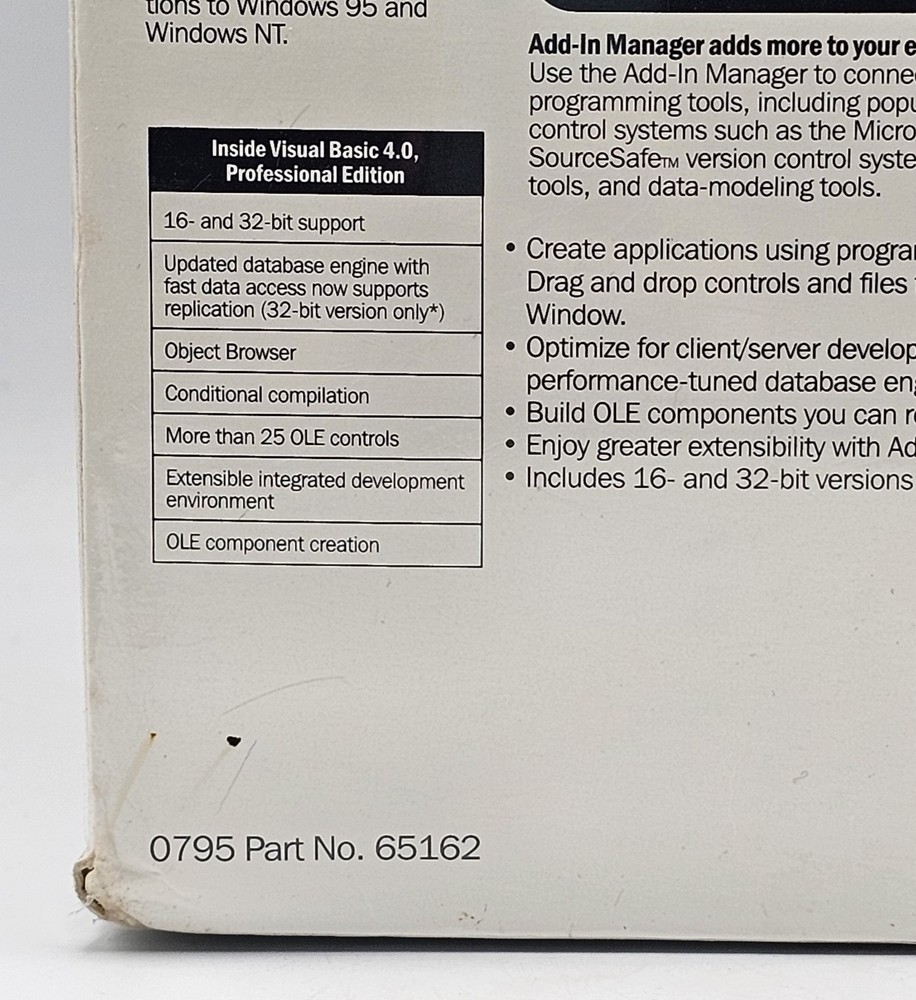 tions to Windows 95 and
Windows NT.
Inside Visual Basic 4.0,
Professional Edition
16- and 32-bit support
Updated database engine with
fast data access now supports
replication (32-bit version only*)
Object Browser
Conditional compilation
More than 25 OLE controls
Extensible integrated development
environment
OLE component creation
Add-In Manager adds more to your
Use the Add-In Manager to
programming tools, including
control systems such as the
SourceSafe™ version control
tools, and data-modeling tools.
• Create applications using
Drag and drop controls and files
Window.
• Optimize for client/server
performance-tuned database
• Build OLE components you can
• Enjoy greater extensibility with
• Includes 16- and 32-bit versions
0795 Part No. 65162